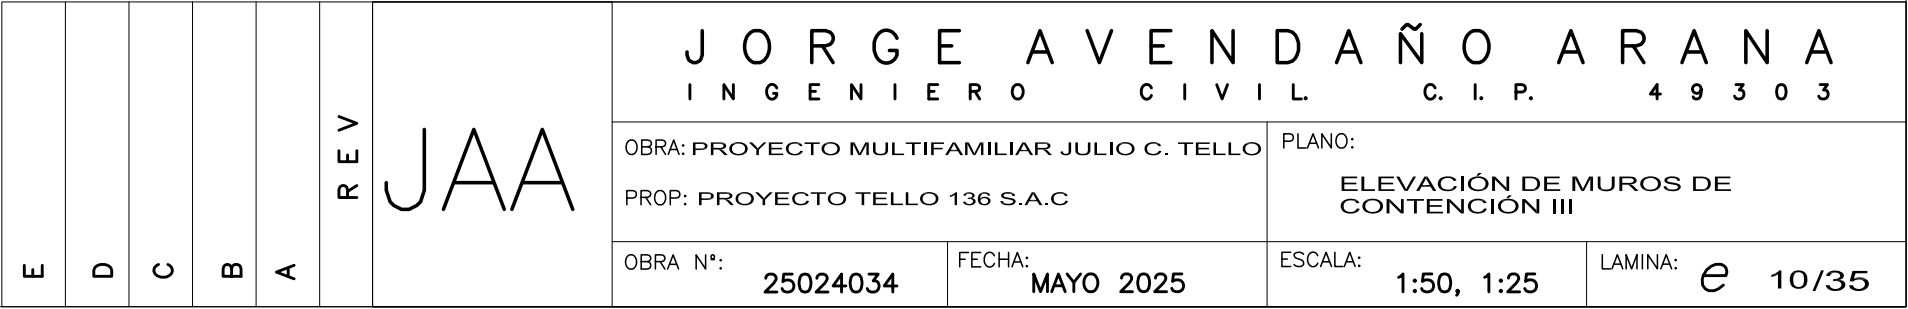 E D C B A REV
JAA
JORGE AVENDAÑO ARANA
INGENIERO CIVIL. C.I.P. 49303
OBRA: PROYECTO MULTIFAMILIAR JULIO C. TELLO
PROP: PROYECTO TELLO 136 S.A.C
PLANO:
ELEVACIÓN DE MUROS DE
CONTENCIÓN III
OBRA Nº: 25024034
FECHA: MAYO 2025
ESCALA: 1:50, 1:25
LAMINA: e 10/35